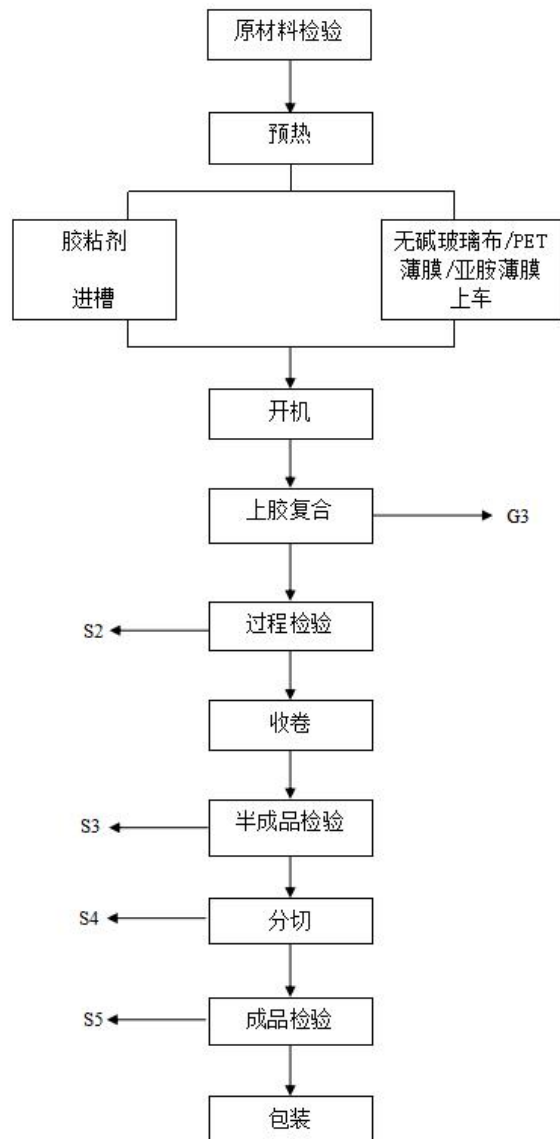 原材料检验
预热
胶粘剂
进槽
无碱玻璃布/PET
薄膜/亚胺薄膜
上车
开机
上胶复合
G3
过程检验
S2
收卷
半成品检验
S3
分切
S4
成品检验
S5
包装